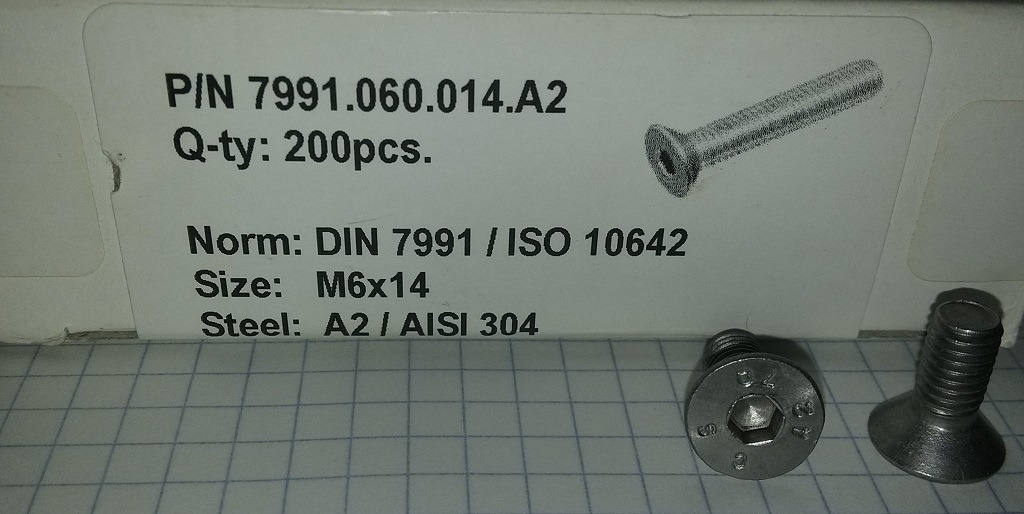 P/N 7991.060.014.A2
Q-ty: 200pcs.
Norm: DIN 7991 / ISO 10642
Size: M6x14
Steel: A2 / AISI 304